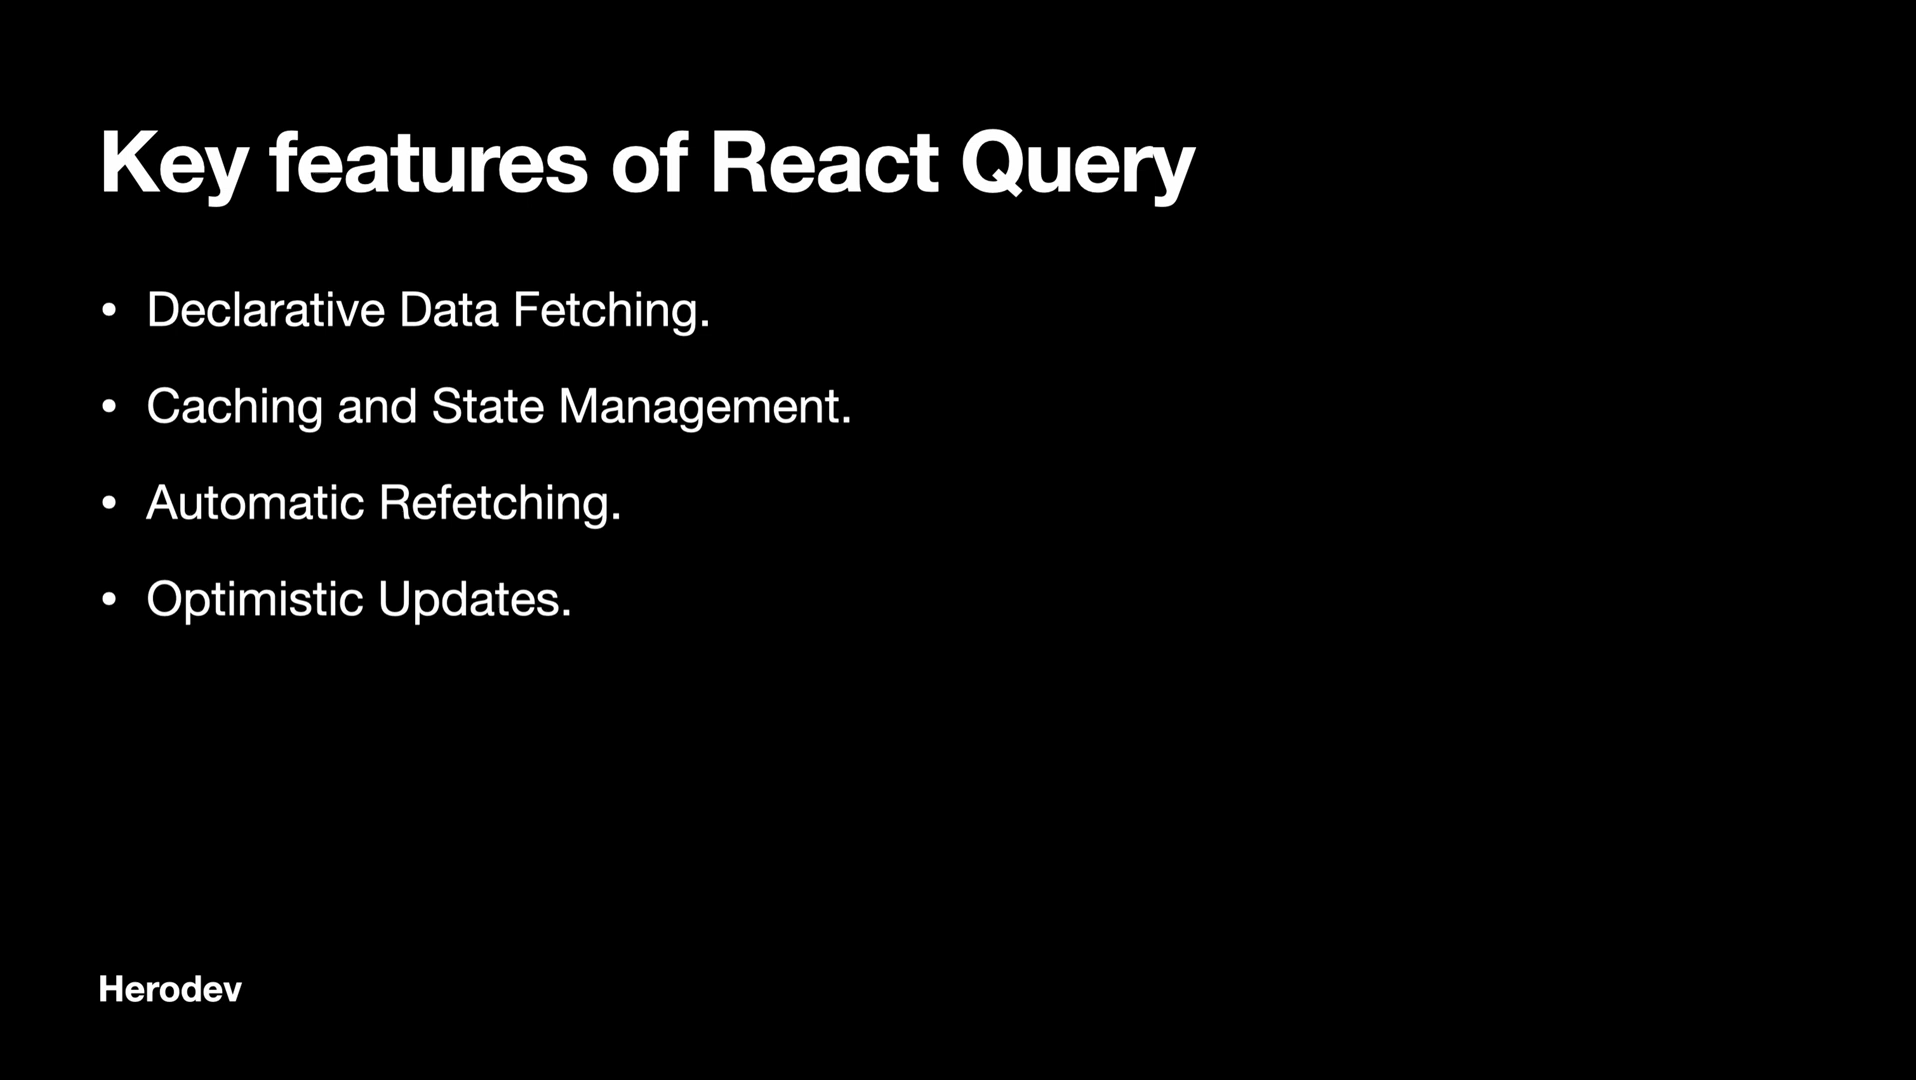 Key features of React Query
• Declarative Data Fetching.
• Caching and State Management.
• Automatic Refetching.
• Optimistic Updates.
Herodev